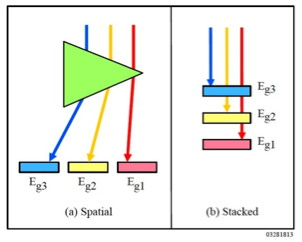 Eg3
Eg2
Eg1
Eg3 Eg2 Eg1
(a) Spatial (b) Stacked
03281813